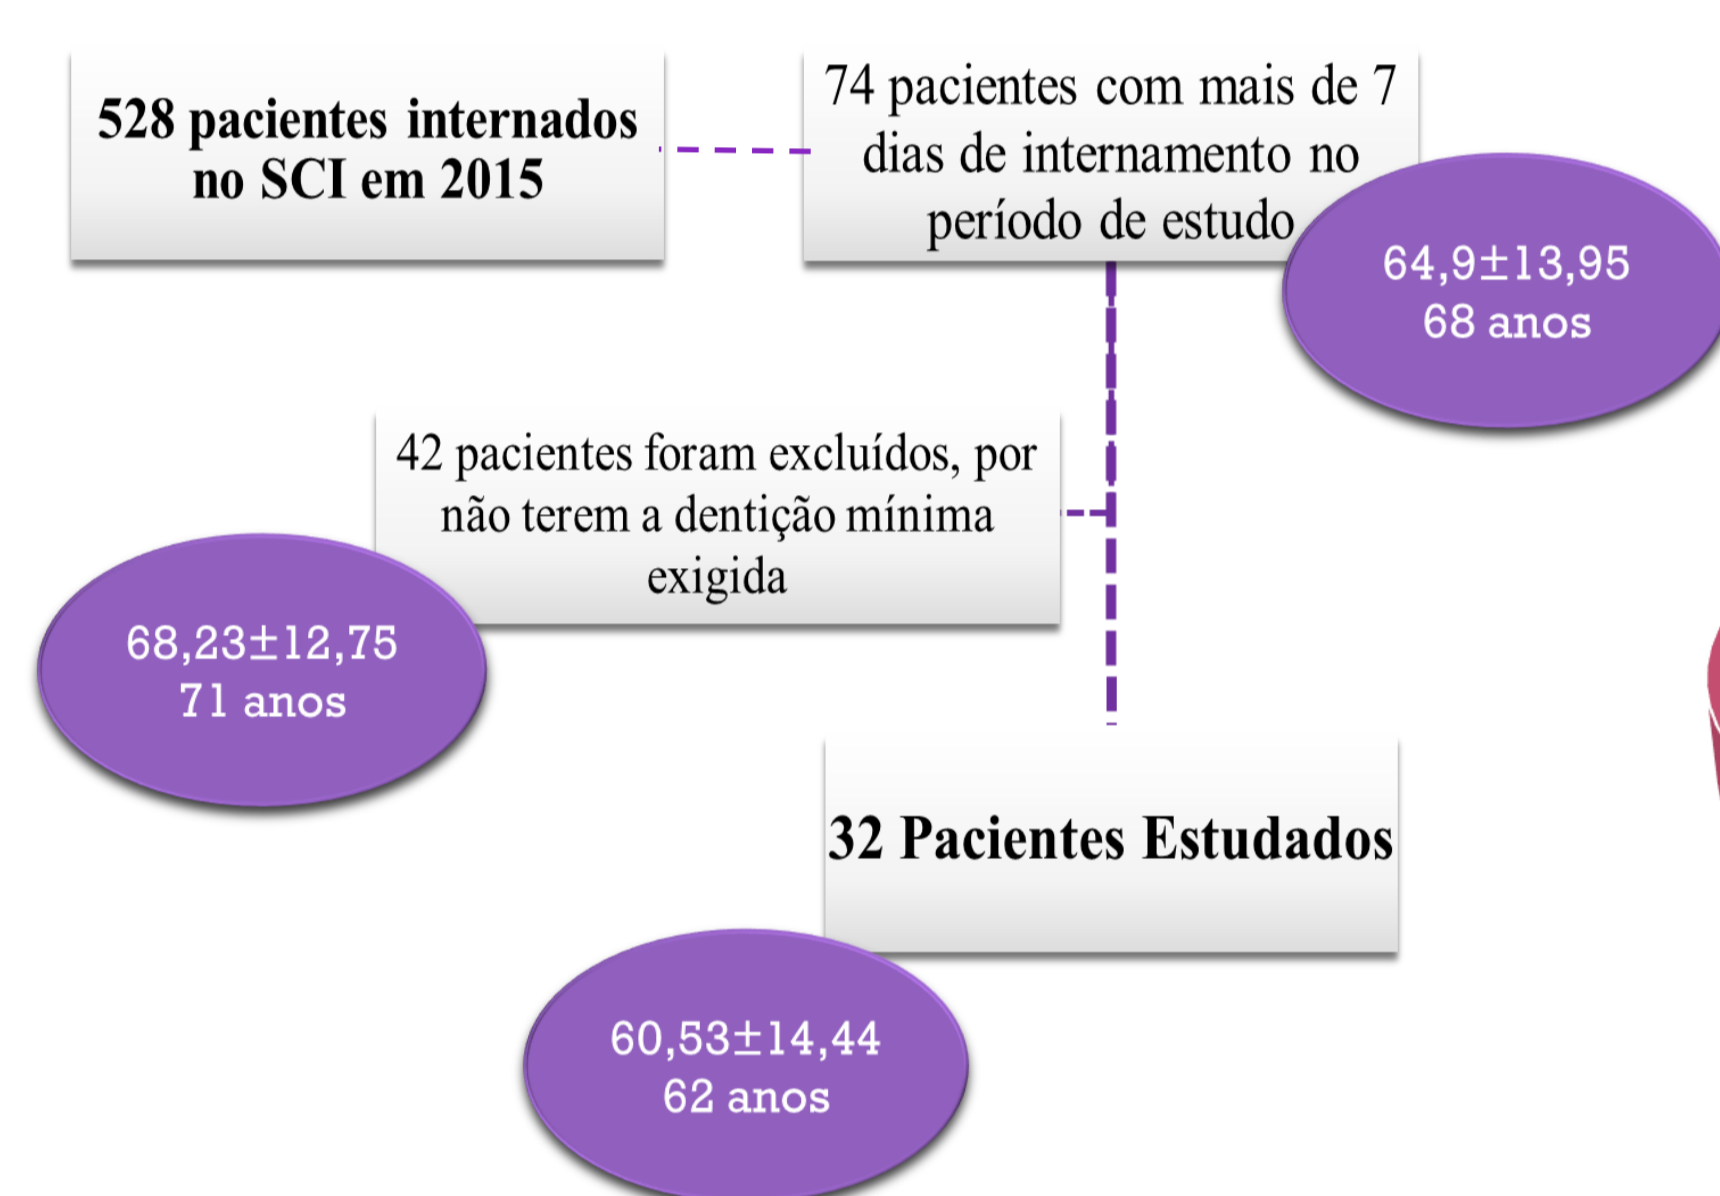 528 pacientes internados
no SCI em 2015
74 pacientes com mais de 7
dias de internamento no
período de estudo
64,9±13,95
68 anos
42 pacientes foram excluídos, por
não terem a dentição mínima
exigida
68,23±12,75
71 anos
32 Pacientes Estudados
60,53±14,44
62 anos